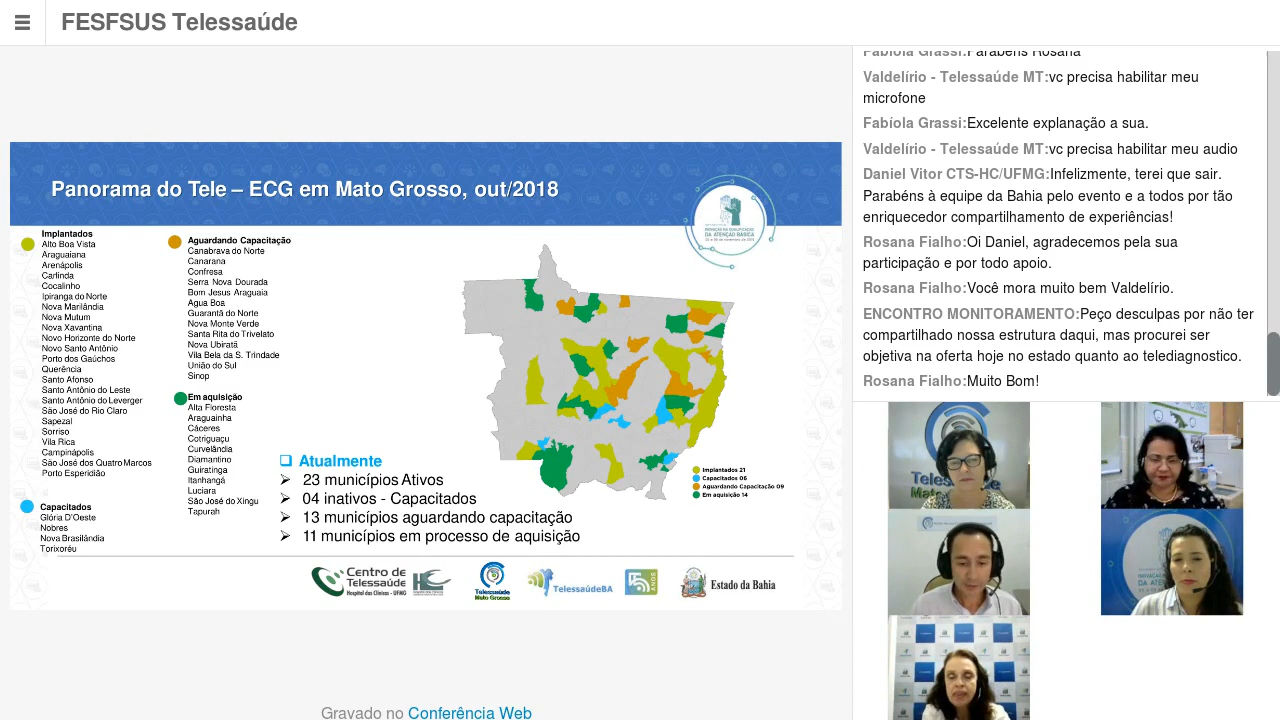 FESFSUS Telessaúde
Panorama do Tele – ECG em Mato Grosso, out/2018
Implantados
Alto Boa Vista
Araguaiana
Arenápolis
Carlinda
Cocalinho
Ipiranga do Norte
Nova Marilândia
Nova Mutum
Nova Xavantina
Novo Horizonte do Norte
Novo Santo Antônio
Porto dos Gaúchos
Querência
Santo Afonso
Santo Antônio do Leste
Santo Antônio do Leverger
São José do Rio Claro
Sapezal
Sorriso
Vila Rica
Campinápolis
São José dos Quatro Marcos
Porto Esperidião
Capacitados
Glória D'Oeste
Nobres
Nova Brasilândia
Torixoréu
Aguardando Capacitação
Canabrava do Norte
Canarana
Confresa
Serra Nova Dourada
Bom Jesus Araguaia
Agua Boa
Guarantã do Norte
Nova Monte Verde
Santa Rita do Trivelato
Nova Ubiratã
Vila Bela da S. Trindade
União do Sul
Sinop
Em aquisição
Alta Floresta
Araguainha
Cáceres
Cotriguaçu
Curvelândia
Diamantino
Guiratinga
Itanhangá
Luciara
São José do Xingu
Tapurah
Atualmente
23 municípios Ativos
04 inativos - Capacitados
13 municípios aguardando capacitação
11 municípios em processo de aquisição
Implantados 21
Capacitados 06
Aguardando Capacitação 09
Em aquisição 14
Centro de
Telessaúde
Hospital das Clínicas - UFMG
HC
Telessaúde
Mato Grosso
TelessaúdeBA
ANOS
Estado da Bahia
Gravado no Conferência Web
Fabíola Grassi:Parabéns Rosana
Valdelírio - Telessaúde MT:vc precisa habilitar meu
microfone
Fabíola Grassi:Excelente explanação a sua.
Valdelírio - Telessaúde MT:vc precisa habilitar meu audio
Daniel Vitor CTS-HC/UFMG:Infelizmente, terei que sair.
Parabéns à equipe da Bahia pelo evento e a todos por tão
enriquecedor compartilhamento de experiências!
Rosana Fialho:Oi Daniel, agradecemos pela sua
participação e por todo apoio.
Rosana Fialho:Você mora muito bem Valdelírio.
ENCONTRO MONITORAMENTO:Peço desculpas por não ter
compartilhado nossa estrutura daqui, mas procurei ser
objetiva na oferta hoje no estado quanto ao telediagnostico.
Rosana Fialho:Muito Bom!